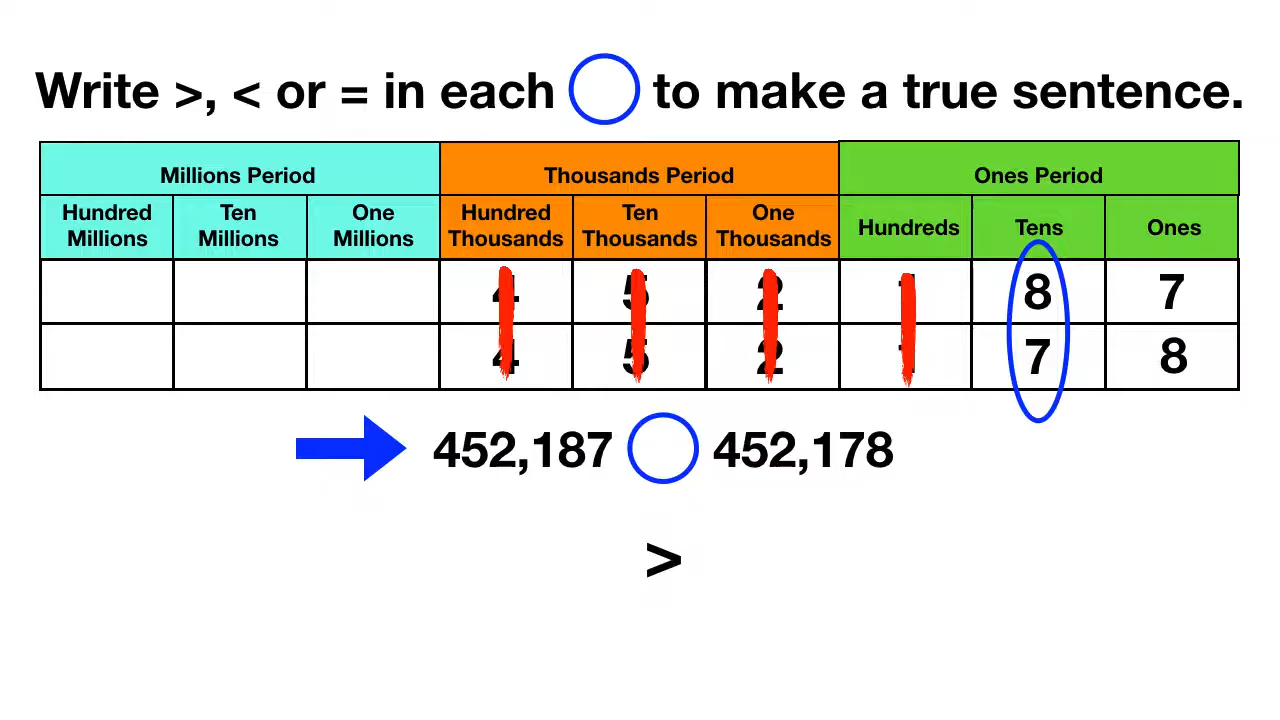 Write >, < or = in each to make a true sentence.
Millions Period Thousands Period Ones Period
Hundred Millions Ten Millions One Millions Hundred Thousands Ten Thousands One Thousands Hundreds Tens Ones
4 5 2 1 8 7
4 5 2 1 7 8
452,187 452,178
>